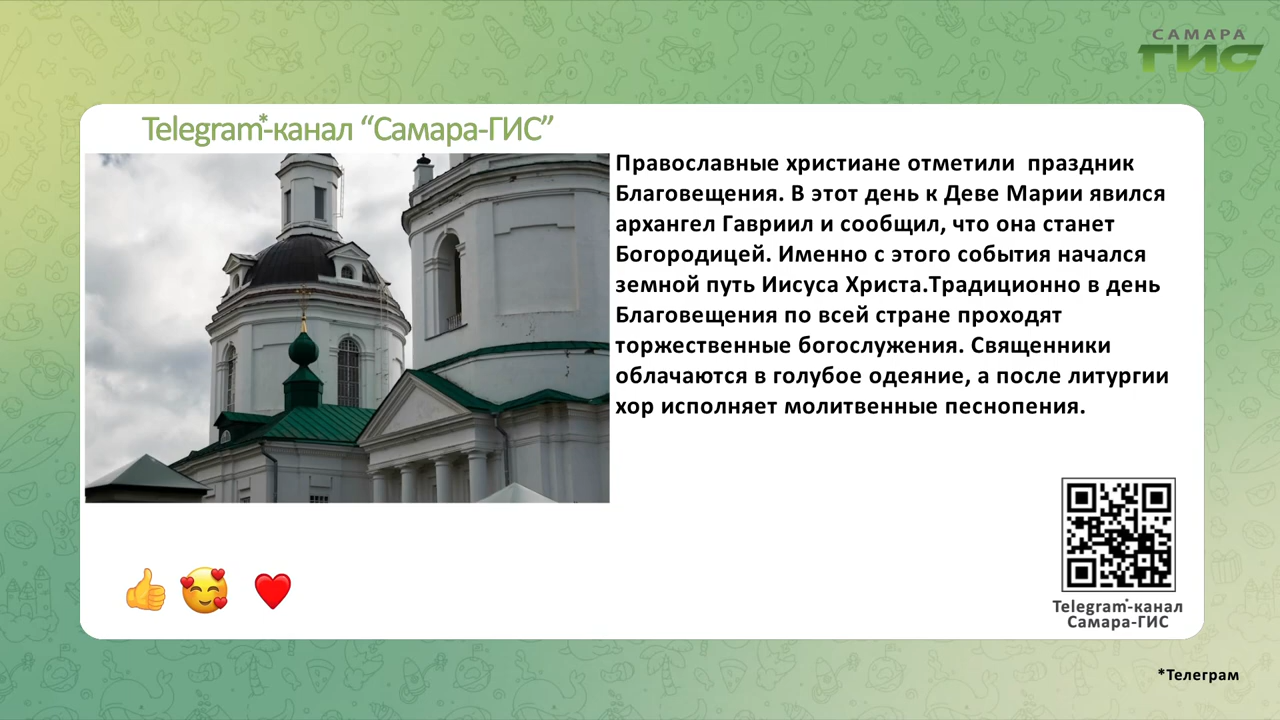 САМАРА
ГИС
Telegram*-канал “Самара-ГИС”
Православные христиане отметили  праздник
Благовещения. В этот день к Деве Марии явился
архангел Гавриил и сообщил, что она станет
Богородицей. Именно с этого события начался
земной путь Иисуса Христа.Традиционно в день
Благовещения по всей стране проходят
торжественные богослужения. Священники
облачаются в голубое одеяние, а после литургии
хор исполняет молитвенные песнопения.
Telegram*-канал
Самара-ГИС
*Телеграм